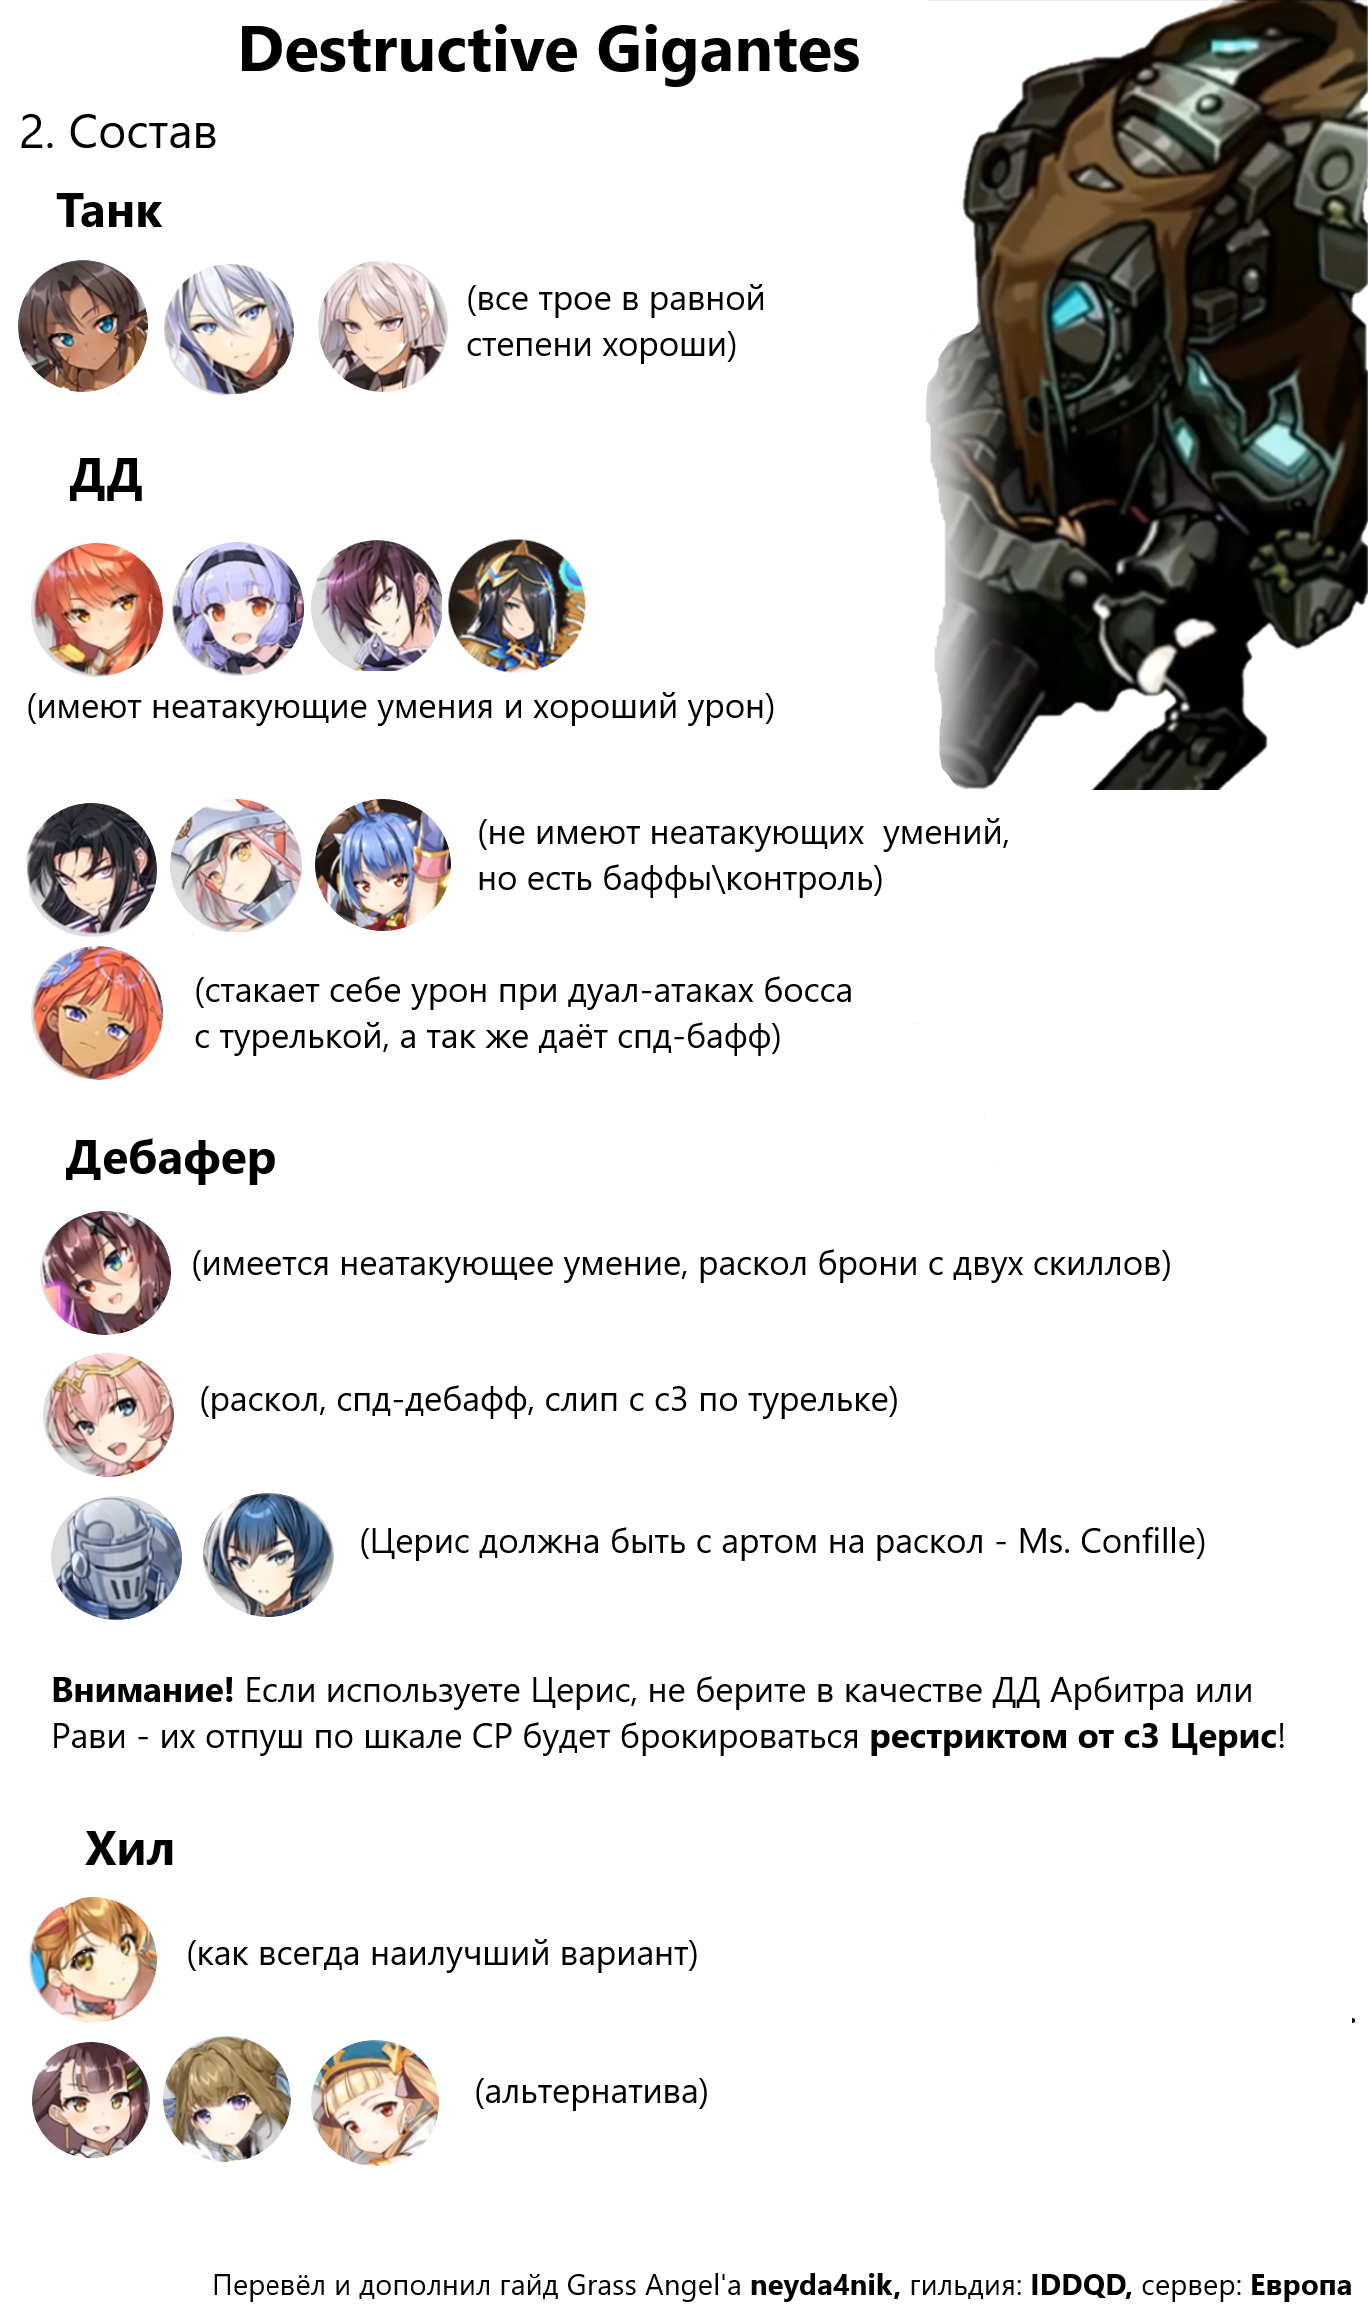 Destructive Gigantes
2. Состав
Танк
(все трое в равной
степени хороши)
ДД
(имеют неатакующие умения и хороший урон)
(не имеют неатакующих  умений,
но есть баффы\контроль)
(стакает себе урон при дуал-атаках босса
с турелькой, а так же даёт спд-бафф)
Дебафер
(имеется неатакующее умение, раскол брони с двух скиллов)
(раскол, спд-дебафф, слип с с3 по турельке)
(Церис должна быть с артом на раскол - Ms. Confille)
Внимание! Если используете Церис, не берите в качестве ДД Арбитра или
Рави - их отпуш по шкале СР будет брокироваться рестриктом от с3 Церис!
Хил
(как всегда наилучший вариант)
(альтернатива)
Перевёл и дополнил гайд Grass Angel'a neyda4nik, гильдия: IDDQD, сервер: Европа